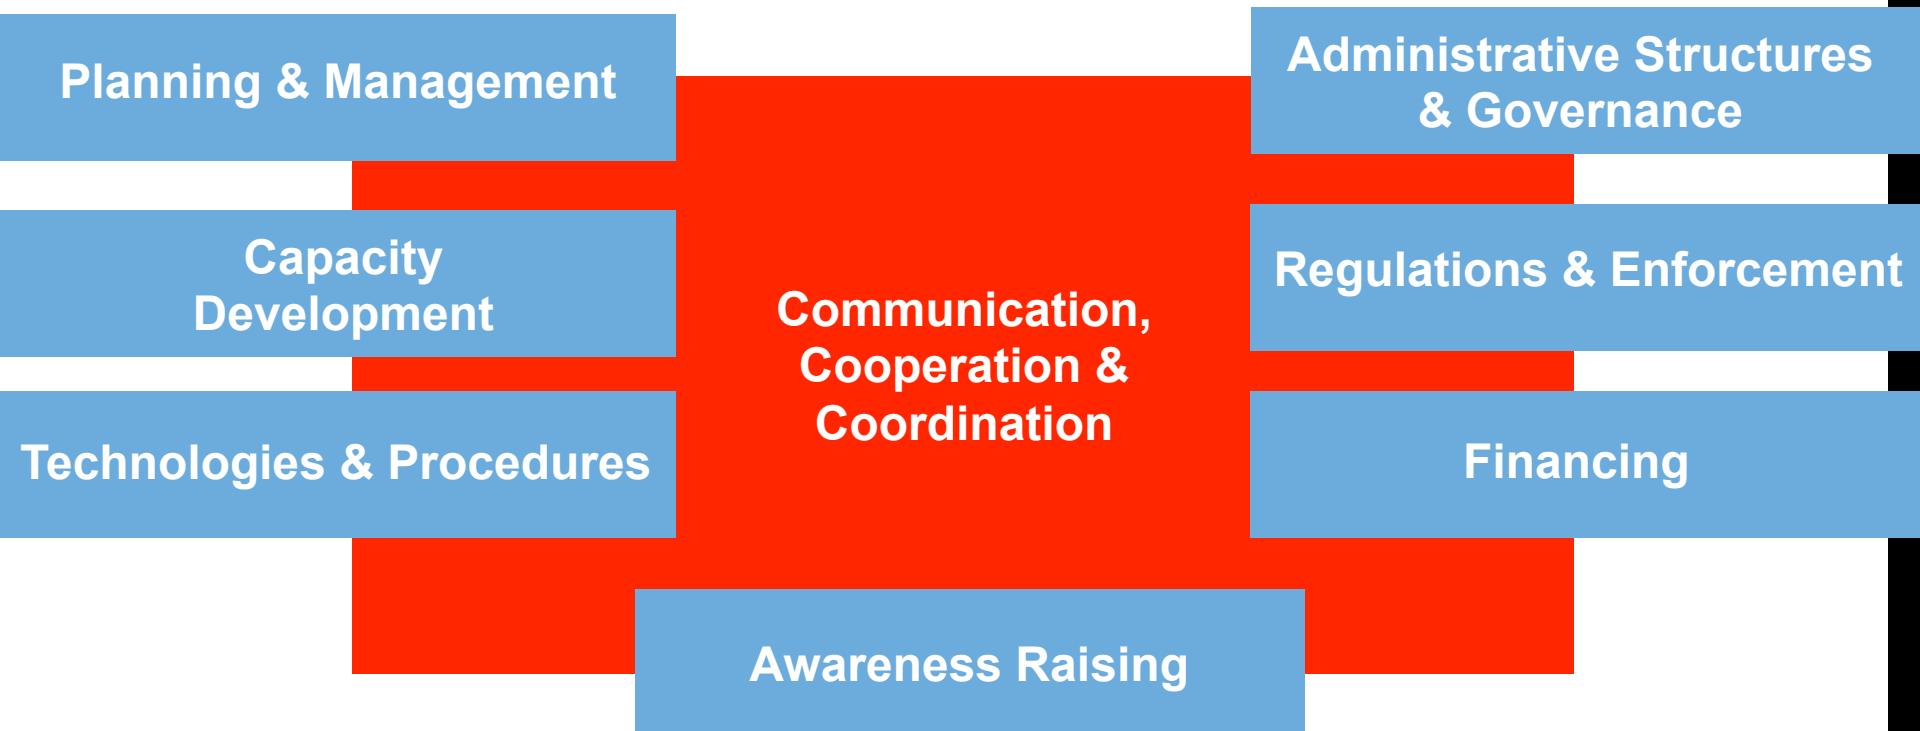 Planning & Management
Capacity
Development
Technologies & Procedures
Communication,
Cooperation &
Coordination
Administrative Structures
& Governance
Regulations & Enforcement
Financing
Awareness Raising